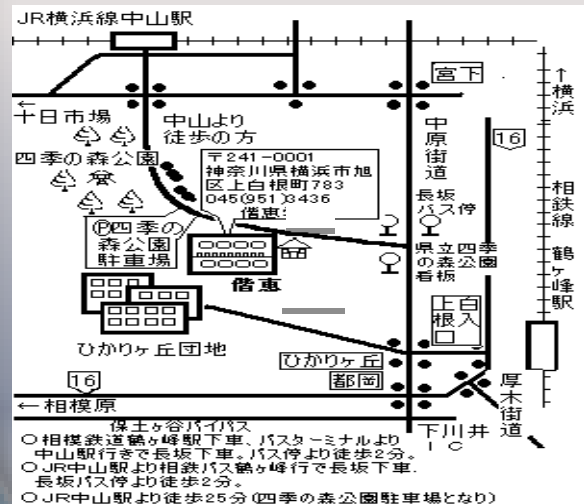 JR横浜線中山駅
宮下
↑横浜
←
十日市場
中山より
徒歩の方
中原街道
16
四季の森公園
〒241-0001
神奈川県横浜市旭
区上白根町783
045(951)3436
偕恵
長坂
バス停
相鉄線
鶴ヶ峰駅
Ⓟ四季の
森公園
駐車場
偕恵
県立四季
の森公園
看板
上白
根入
口
ひかりヶ丘団地
ひかりヶ丘
都岡
16
厚木街道
←相模原
保土ヶ谷バイパス
下川井
IC
○相模鉄道鶴ヶ峰駅下車、バスターミナルより
中山駅行きで長坂下車。バス停より徒歩2分。
○JR中山駅より相鉄バス鶴ヶ峰行で長坂下車.
長坂バス停より徒歩2分。
○JR中山駅より徒歩25分(四季の森公園駐車場となり)